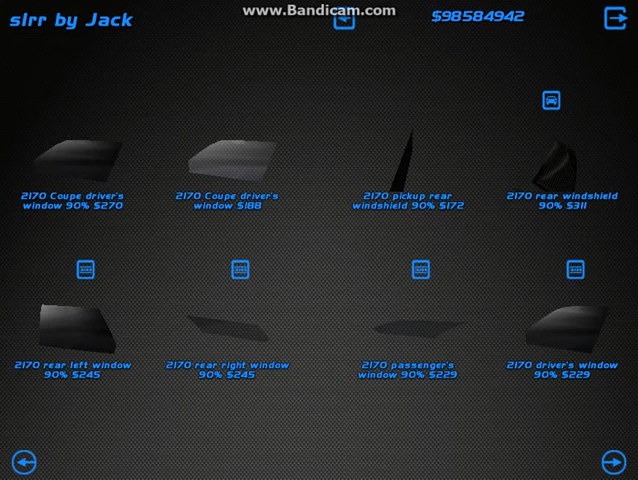 www.Bandicam.com
slrr by Jack
$98584942
2170 Coupe driver's
window 90% $270
2170 Coupe driver's
window $188
2170 pickup rear
windshield 90% $172
2170 rear windshield
90% $311
2170 rear left window
90% $245
2170 rear right window
90% $245
2170 passenger's
window 90% $229
2170 driver's window
90% $229